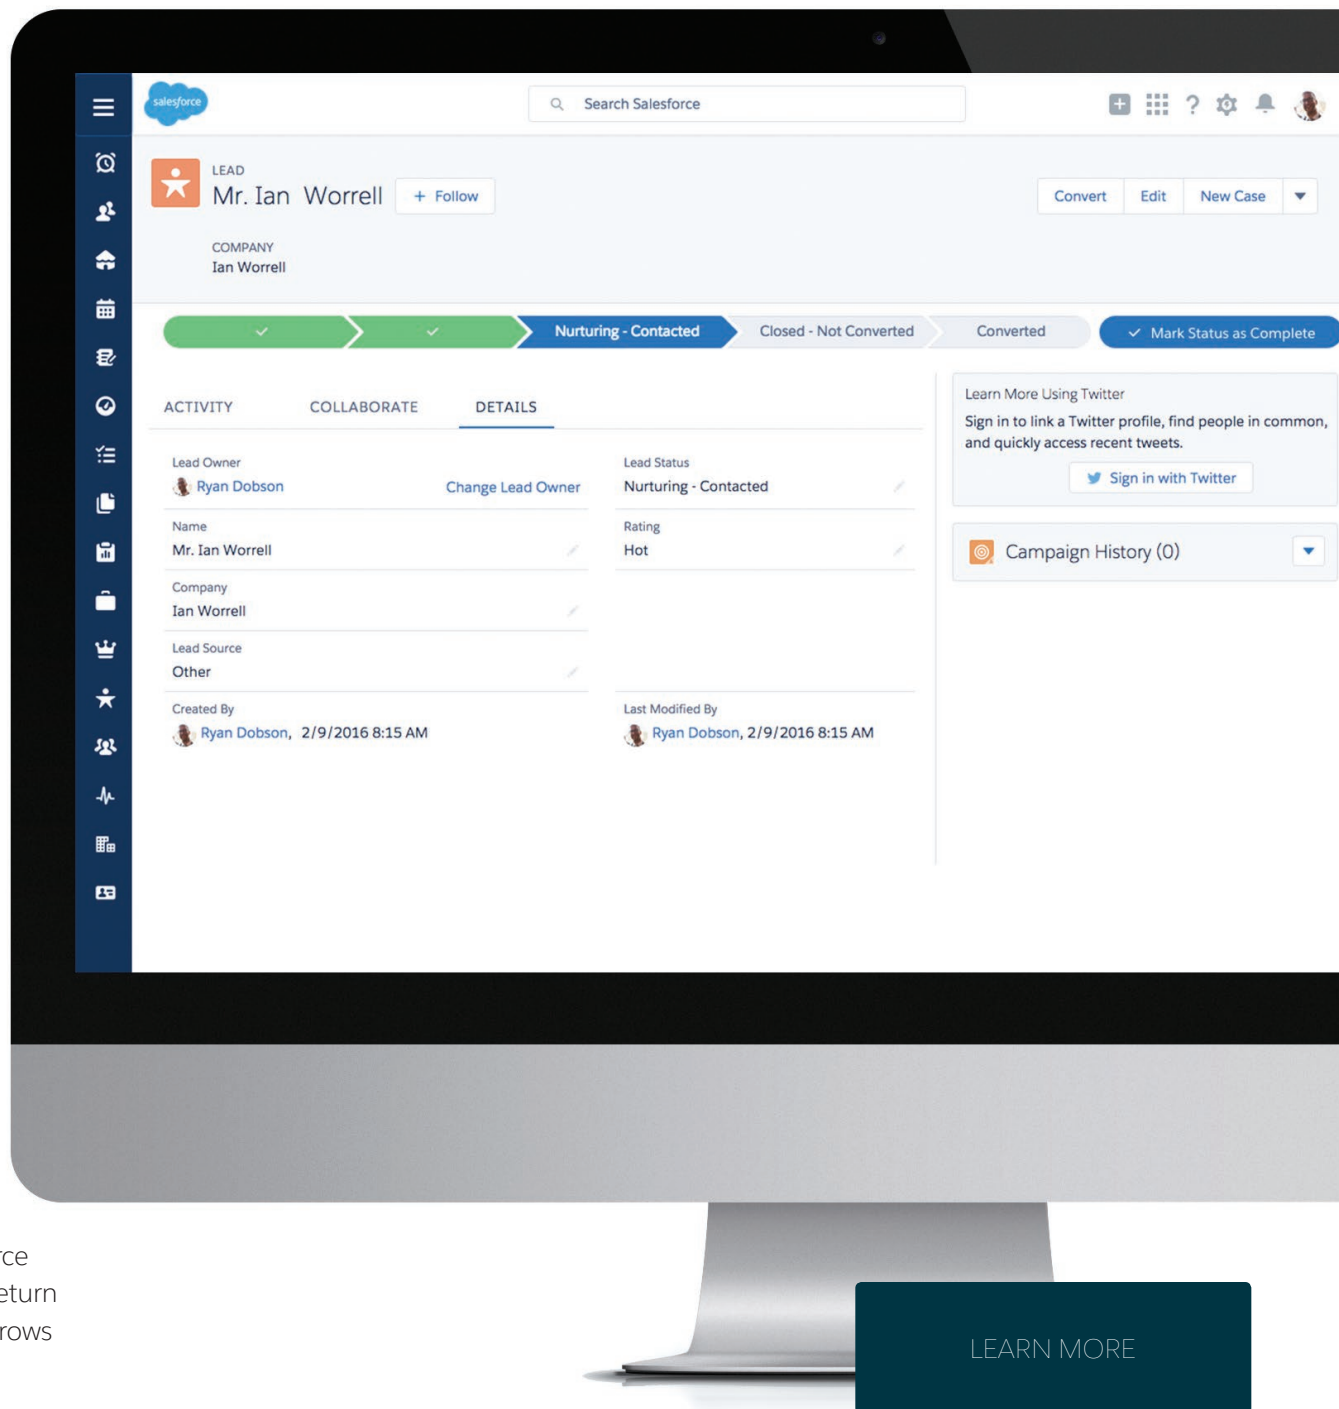 salesforce
Search Salesforce
LEAD
Mr. Ian Worrell
+ Follow
Convert
Edit
New Case
COMPANY
Ian Worrell
Nurturing - Contacted
Closed - Not Converted
Converted
Mark Status as Complete
ACTIVITY
COLLABORATE
DETAILS
Learn More Using Twitter
Sign in to link a Twitter profile, find people in common,
and quickly access recent tweets.
Sign in with Twitter
Campaign History (0)
Lead Owner
Ryan Dobson
Change Lead Owner
Lead Status
Nurturing - Contacted
Name
Mr. Ian Worrell
Rating
Hot
Company
Ian Worrell
Lead Source
Other
Created By
Ryan Dobson, 2/9/2016 8:15 AM
Last Modified By
Ryan Dobson, 2/9/2016 8:15 AM
rce
eturn
rows
LEARN MORE